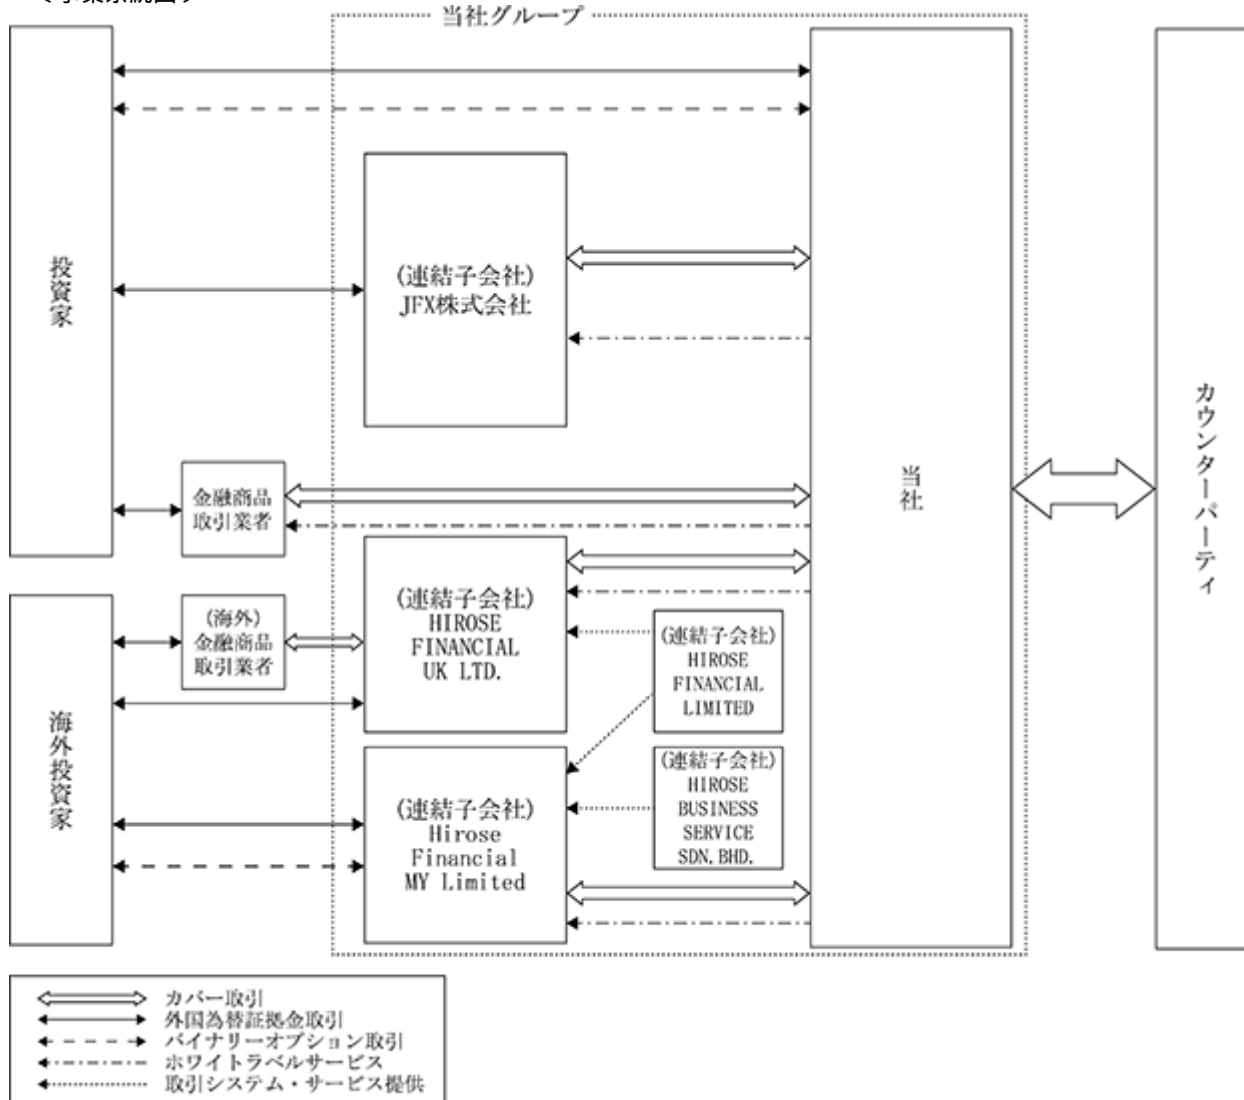 当社グループ
投資家
(連結子会社)
JFX株式会社
金融商品
取引業者
当社
カウンターパーティ
(海外)
金融商品
取引業者
(連結子会社)
HIROSE
FINANCIAL
UK LTD.
(連結子会社)
HIROSE
FINANCIAL
LIMITED
海外投資家
(連結子会社)
Hirose
Financial
MY Limited
(連結子会社)
HIROSE
BUSINESS
SERVICE
SDN.BHD.
カバー取引
外国為替証拠金取引
バイナリーオプション取引
ホワイトラベルサービス
取引システム・サービス提供